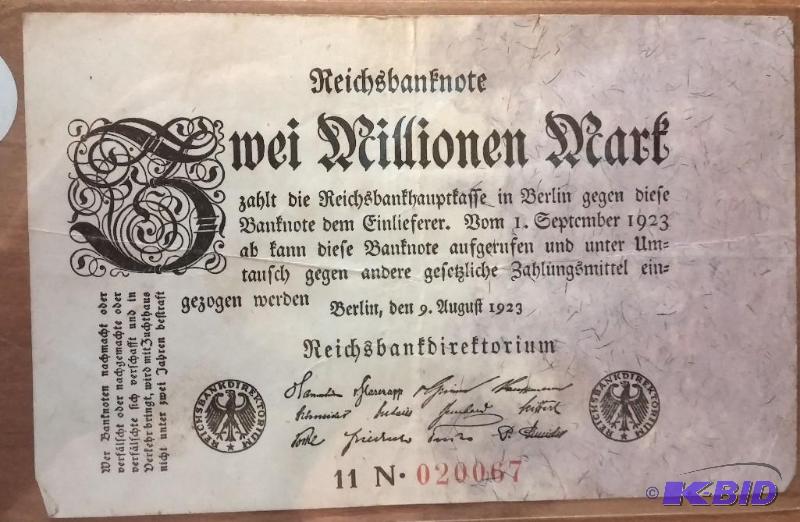 Reichsbanknote
Zwei Millionen Mark
zahlt die Reichsbankhauptkasse in Berlin gegen diese
Banknote dem Einlieferer. Vom 1. September 1923
ab kann diese Banknote aufgerufen und unter Um=
tausch gegen andere gesetzliche Zahlungsmittel ein=
gezogen werden
Berlin, den 9. August 1923
Reichsbankdirektorium
Wer Banknoten nachmacht oder
verfälscht oder nachgemachte oder
verfälschte sich verschafft und in
Verkehr bringt, wird mit Zuchthaus
nicht unter zwei Jahren bestraft
REICHSBANKDIREKTORIUM
REICHSBANKDIREKTORIUM
11 N· 020067
© K-BID